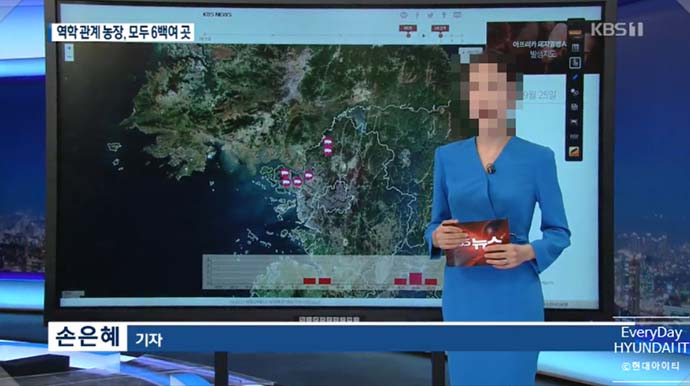 역학 관계 농장, 모두 6백여 곳
KBS NEWS
KBS 1
아프리카 돼지열병
발생지도
9월 25일
뉴스
손은혜 기자
EveryDay
HYUNDAI IT
©현대아이티